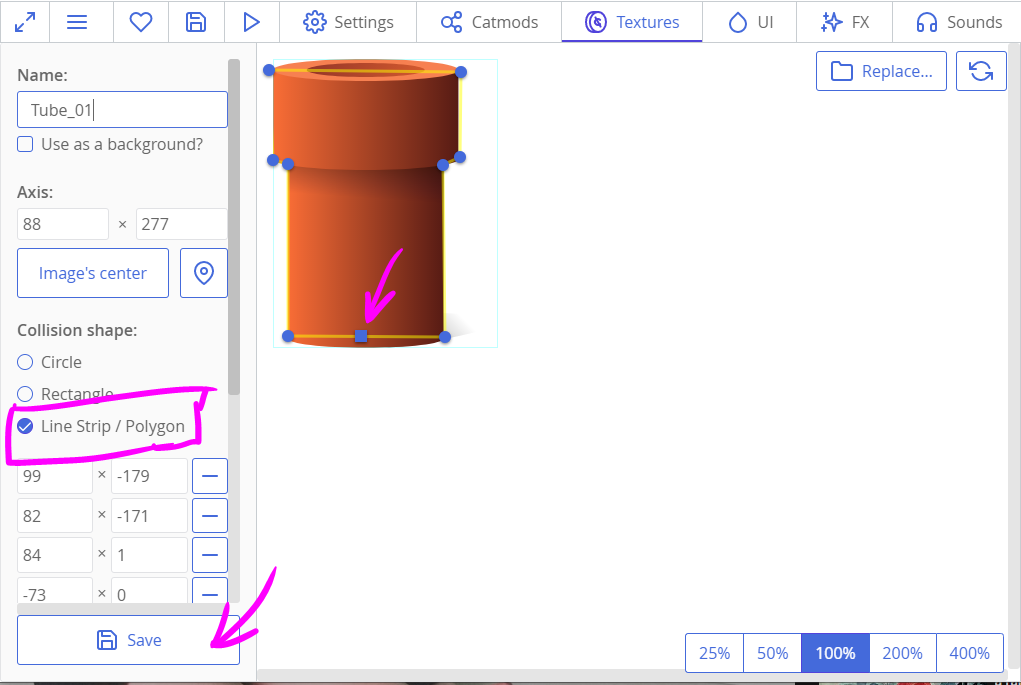 Settings Catmods Textures UI FX Sounds
Name:
Replace...
Tube_01
Use as a background?
Axis:
88 × 277
Image's center
Collision shape:
Circle
Rectangle
Line Strip / Polygon
99 × -179
82 × -171
84 × 1
-73 × 0
Save
25% 50% 100% 200% 400%